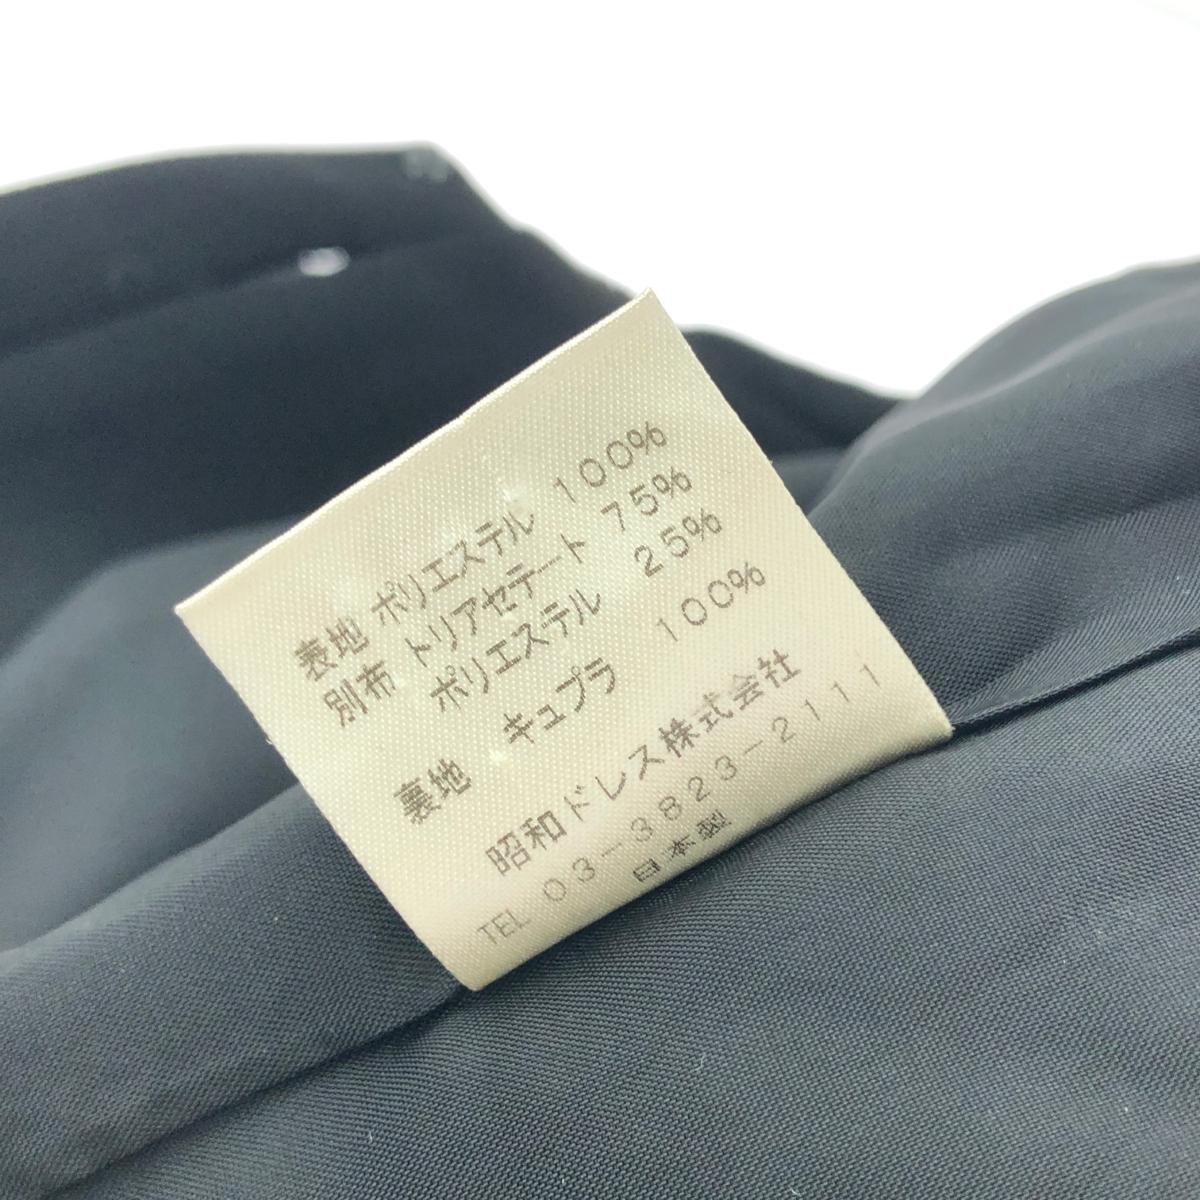 表地 ポリエステル 100%
別布 トリアセテート 75%
ポリエステル 25%
裏地 キュプラ 100%
昭和ドレス株式会社
TEL 03-3823-2111
日本製